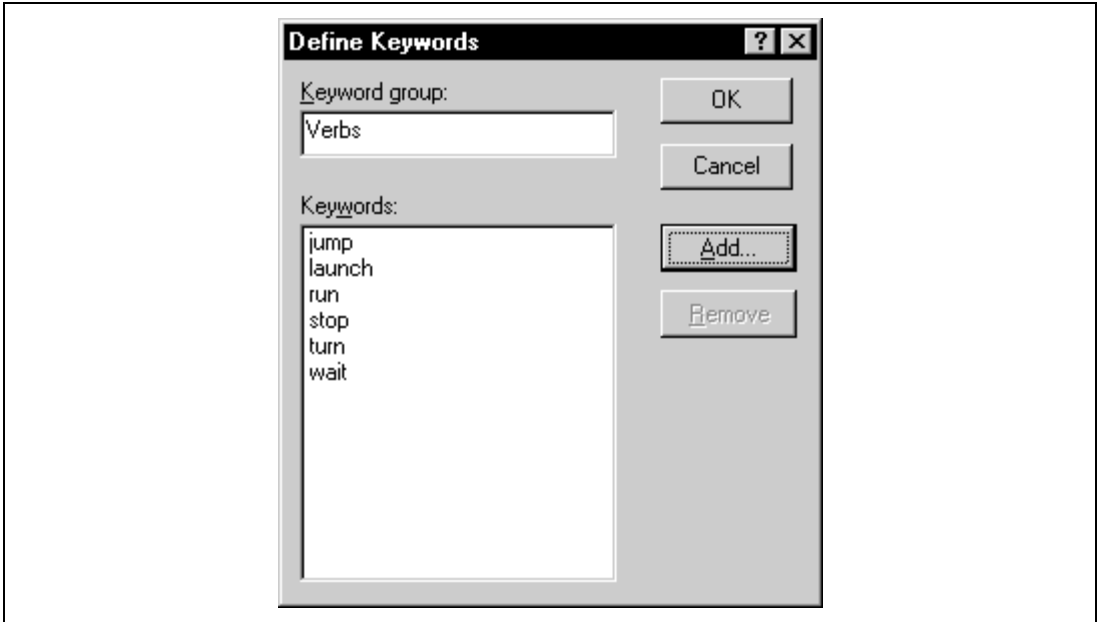 Define Keywords
Keyword group:
Verbs
OK
Cancel
Keywords:
jump
launch
run
stop
turn
wait
Add...
Remove